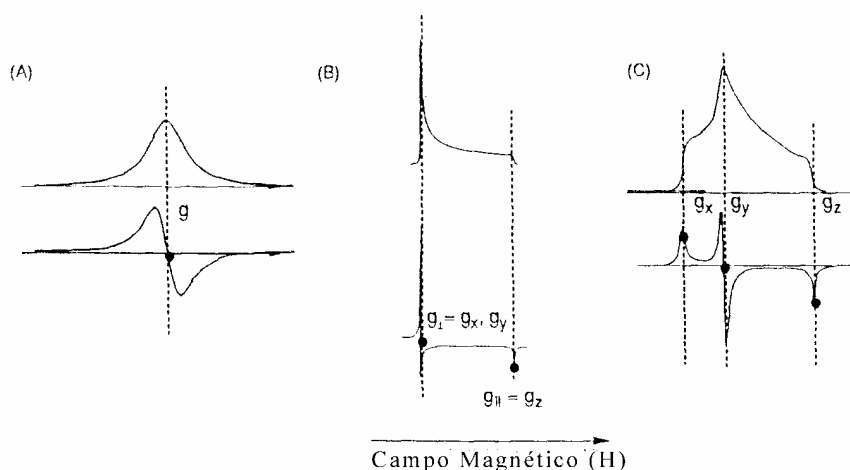 (A)
(B)
(C)
g
g⊥ = gx, gy
g|| = gz
gx gy gz
Campo Magnético (H)